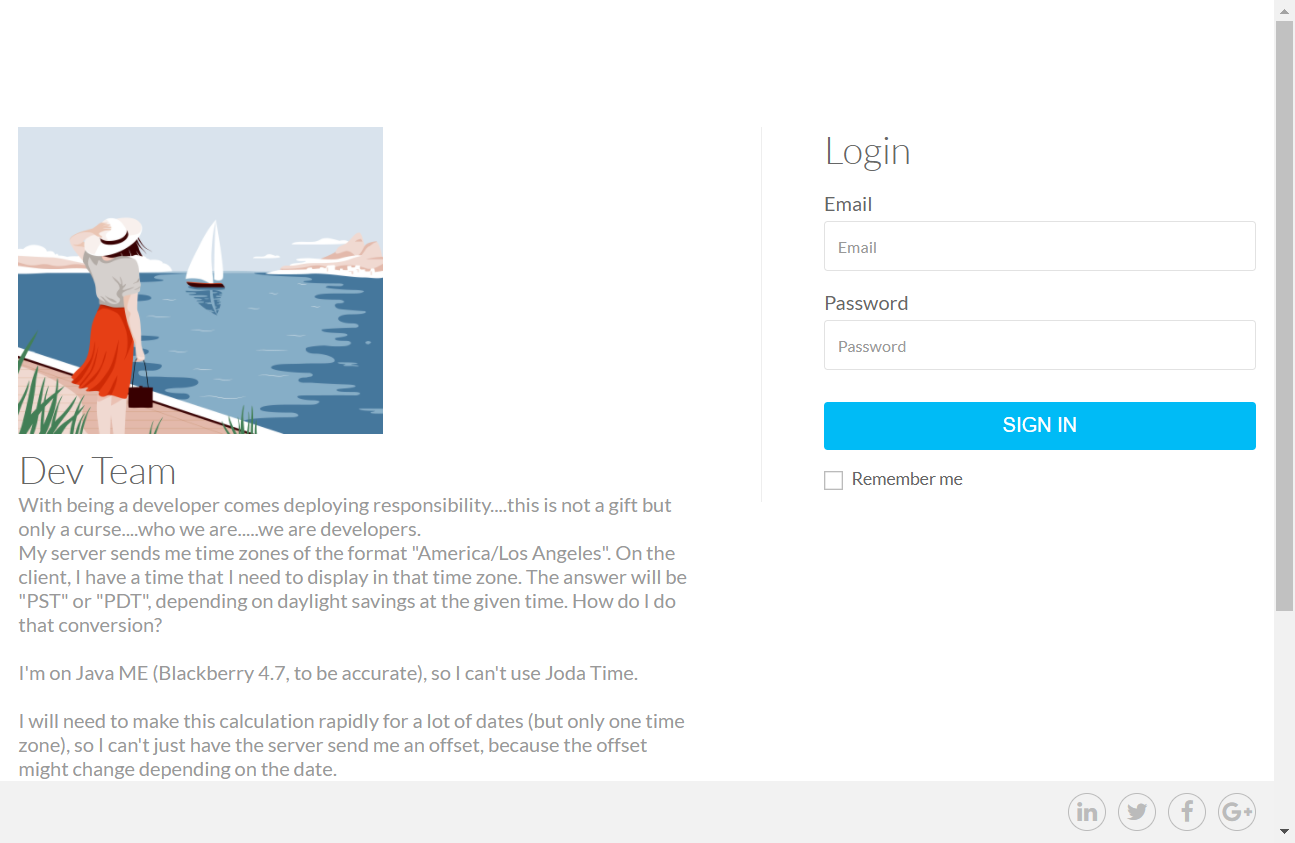 Login
Email
Email
Password
Password
SIGN IN
Remember me
Dev Team
With being a developer comes deploying responsibility....this is not a gift but
only a curse....who we are.....we are developers.
My server sends me time zones of the format "America/Los Angeles". On the
client, I have a time that I need to display in that time zone. The answer will be
"PST" or "PDT", depending on daylight savings at the given time. How do I do
that conversion?
I'm on Java ME (Blackberry 4.7, to be accurate), so I can't use Joda Time.
I will need to make this calculation rapidly for a lot of dates (but only one time
zone), so I can't just have the server send me an offset, because the offset
might change depending on the date.
in
f
G+